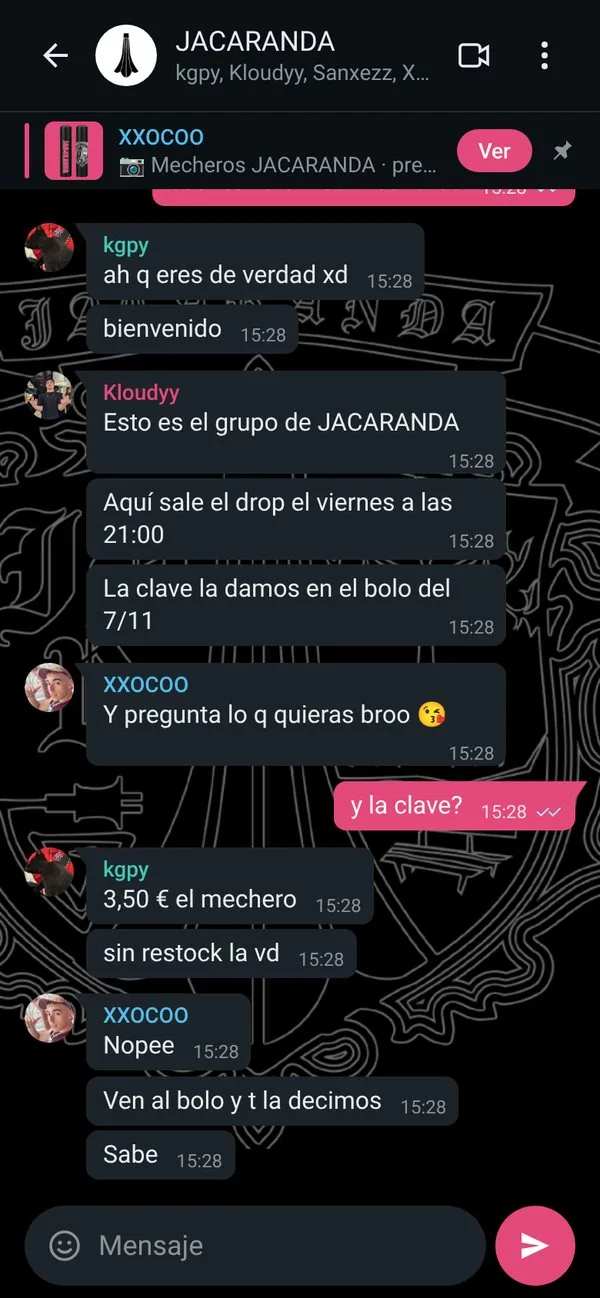 JACARANDA
kgpy, Kloudyy, Sanxezz, X...
XXOCOO
📷 Mecheros JACARANDA · pre...
Ver
15:28
kgpy
ah q eres de verdad xd 15:28
bienvenido 15:28
Kloudyy
Esto es el grupo de JACARANDA
15:28
Aquí sale el drop el viernes a las
21:00 15:28
La clave la damos en el bolo del
7/11 15:28
XXOCOO
Y pregunta lo q quieras broo 😘
15:28
y la clave? 15:28
kgpy
3,50 € el mechero 15:28
sin restock la vd 15:28
XXOCOO
Nopee 15:28
Ven al bolo y t la decimos 15:28
Sabe 15:28
Mensaje